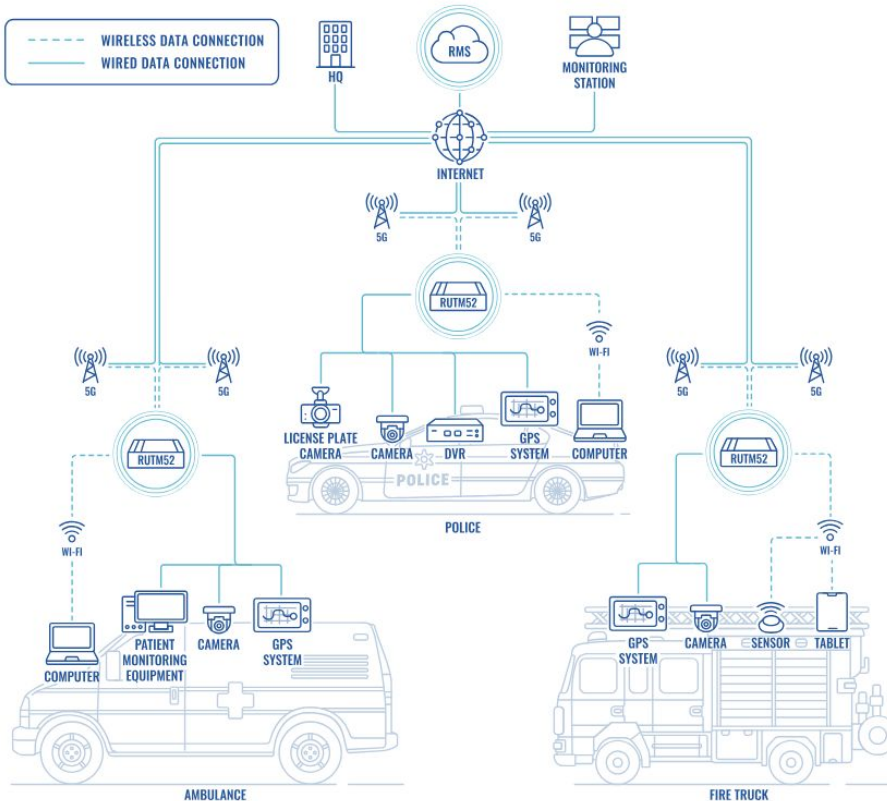 WIRELESS DATA CONNECTION
WIRED DATA CONNECTION
HQ
RMS
MONITORING
STATION
INTERNET
5G
5G
RUTM52
WI-FI
LICENSE PLATE
CAMERA
CAMERA
DVR
GPS
SYSTEM
COMPUTER
POLICE
POLICE
5G
5G
RUTM52
WI-FI
COMPUTER
PATIENT
MONITORING
EQUIPMENT
CAMERA
GPS
SYSTEM
AMBULANCE
5G
5G
RUTM52
WI-FI
GPS
SYSTEM
CAMERA
SENSOR
TABLET
FIRE TRUCK